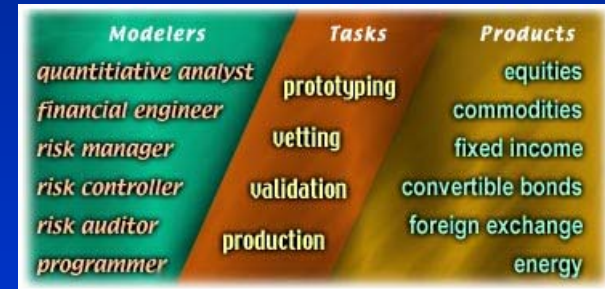 Modelers
quantitiative analyst
financial engineer
risk manager
risk controller
risk auditor
programmer
Tasks
prototyping
vetting
validation
production
Products
equities
commodities
fixed income
convertible bonds
foreign exchange
energy